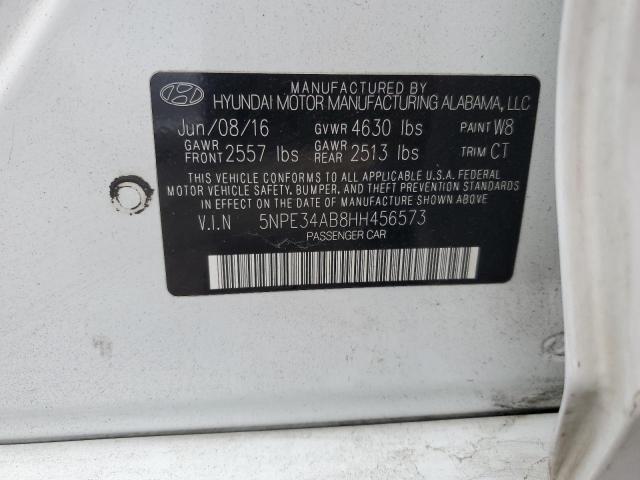 MANUFACTURED BY
HYUNDAI MOTOR MANUFACTURING ALABAMA, LLC
Jun/08/16 GVWR 4630 lbs PAINT W8
GAWR FRONT 2557 lbs GAWR REAR 2513 lbs TRIM CT
THIS VEHICLE CONFORMS TO ALL APPLICABLE U.S.A. FEDERAL
MOTOR VEHICLE SAFETY, BUMPER, AND THEFT PREVENTION STANDARDS
IN EFFECT ON THE DATE OF MANUFACTURE SHOWN ABOVE
V.I.N 5NPE34AB8HH456573
PASSENGER CAR